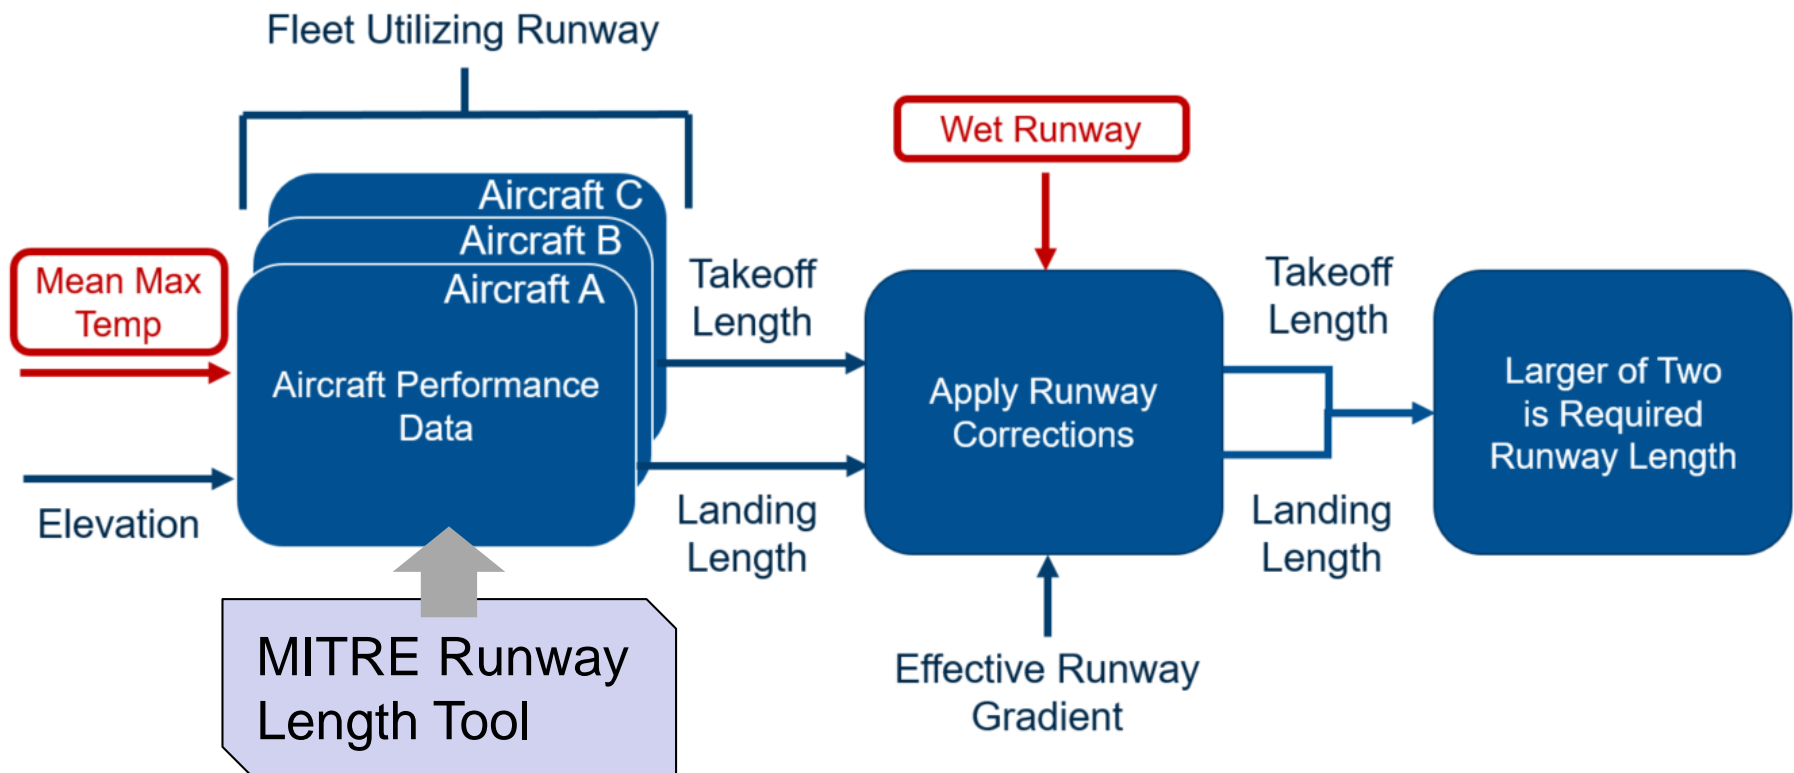 Fleet Utilizing Runway
Wet Runway
Aircraft C
Aircraft B
Aircraft A
Mean Max
Temp
Aircraft Performance
Data
Elevation
Takeoff
Length
Landing
Length
Apply Runway
Corrections
Effective Runway
Gradient
Takeoff
Length
Landing
Length
Larger of Two
is Required
Runway Length
MITRE Runway
Length Tool